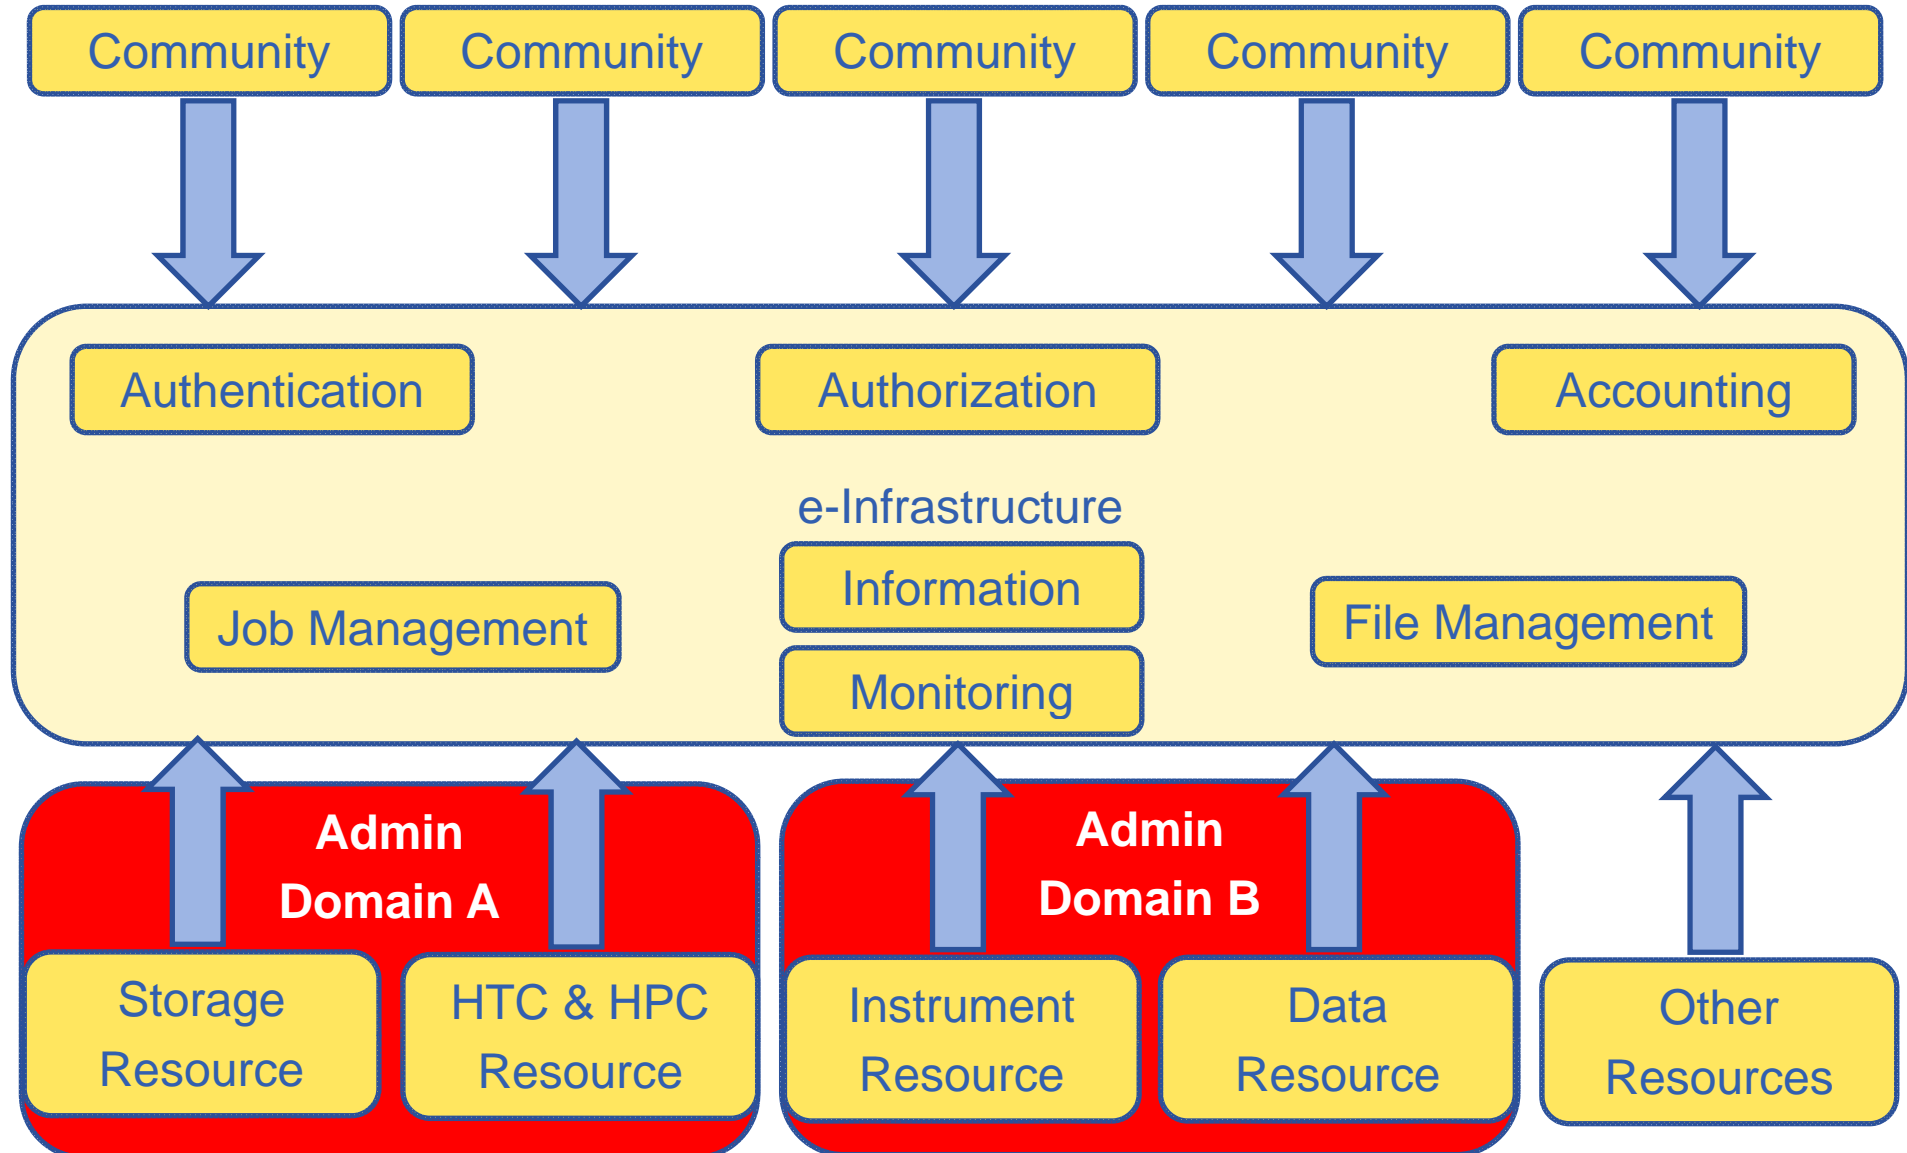 Community
Community
Community
Community
Community
Authentication
Authorization
Accounting
e-Infrastructure
Information
Job Management
File Management
Monitoring
Admin
Domain A
Admin
Domain B
Storage
Resource
HTC & HPC
Resource
Instrument
Resource
Data
Resource
Other
Resources